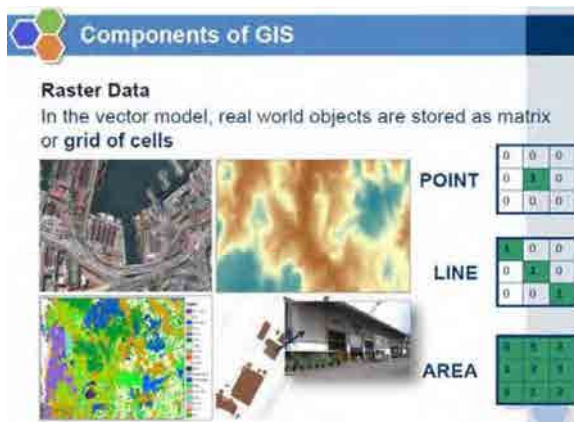 Components of GIS
Raster Data
In the vector model, real world objects are stored as matrix
or grid of cells
POINT
0 0 0
0 1 0
0 0 0
LINE
1 0 0
0 1 0
0 0 1
AREA